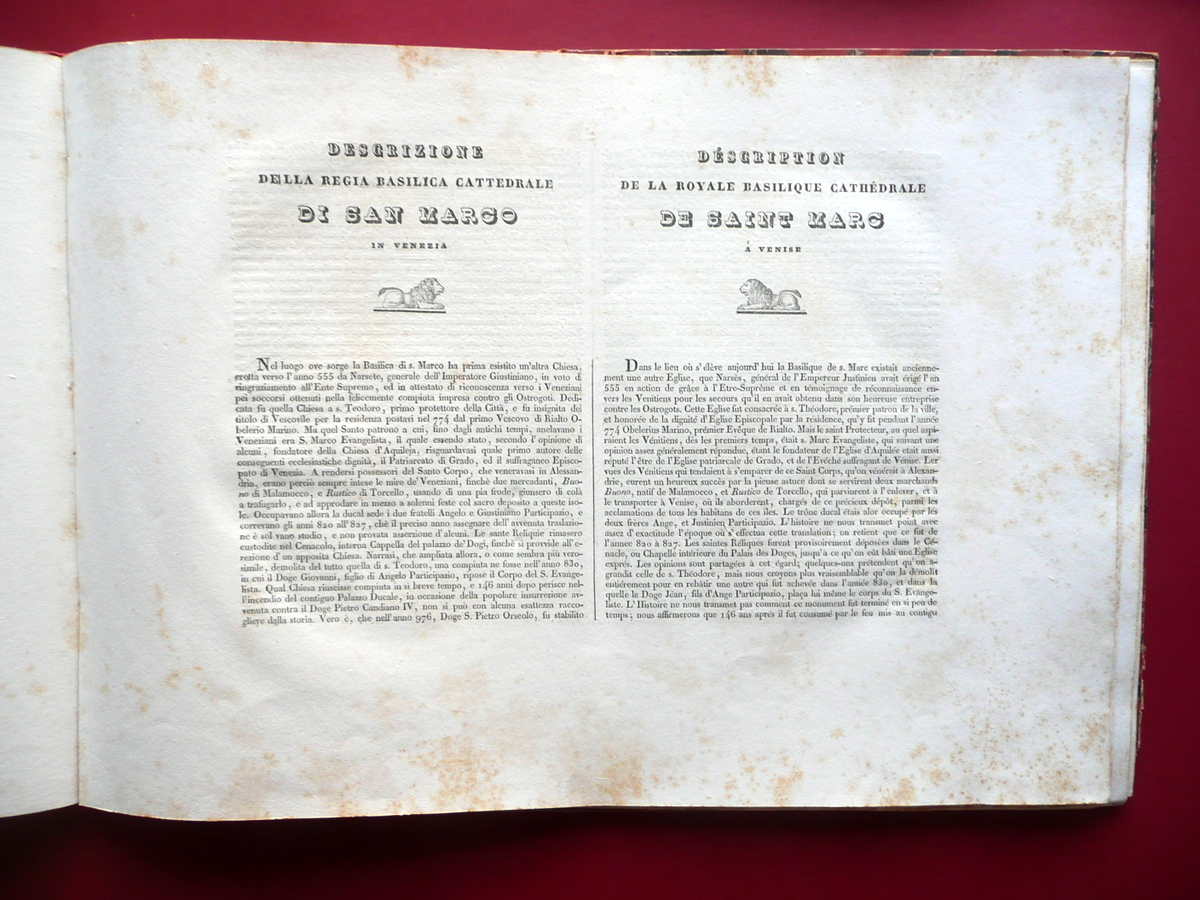 DESCRIZIONE
DELLA REGIA BASILICA CATTEDRALE
DI SAN MARCO
IN VENEZIA
Nel luogo ove sorge la Basilica di s. Marco ha prima esistito un'altra Chiesa,
erotta verso l'anno 555 da Narsete, generale dell'Imperatore Giustiniano, in voto di
ringraziamento all'Ente Supremo, ed in attestato di riconoscenza verso i Veneziani
pei soccorsi ottenuti nella felicemente compiuta impresa contro gli Ostrogoti. Dedi-
cata fu quella Chiesa a s. Teodoro, primo protettore della Città, e fu insignita del
titolo di Vescovile per la residenza postavi nel 774 dal primo Vescovo di Rialto O-
belerio Marino. Ma quel Santo patrono a cui, fino dagli antichi tempi, anelavano i
Veneziani era S. Marco Evangelista, il quale essendo stato, secondo l'opinione di
alcuni, fondatore della Chiesa d'Aquileja, risguardavasi quale primo autore delle
conseguenti ecclesiastiche dignità, il Patriarcato di Grado, ed il suffraganeo Episco-
pato di Venezia. A rendersi possessori del Santo Corpo, che veneravasi in Alessan-
dria, erano perciò sempre intese le mire de' Veneziani, finchè due mercadanti, Buo-
no di Malamocco, e Rustico di Torcello, usando di una pia frode, giunsero di colà
a trafugarlo, e ad approdare in mezzo a solenni feste col sacro deposito a queste iso-
le. Occupavano allora la ducal sede i due fratelli Angelo e Giustiniano Participazio, e
correvano gli anni 820 all' 827, chè il preciso anno assegnare dell'avvenuta traslazio-
ne è sol vano studio, e non provata asserzione d'alcuni. Le sante Reliquie rimasero
custodite nel Cenacolo, interna Cappella del palazzo de' Dogi, finchè si provvide all'e-
rezione d'un apposita Chiesa. Narrasi, che ampliata allora, o come sembra più vero-
simile, demolita del tutto quella di s. Teodoro, una compiuta ne fosse nell'anno 830,
in cui il Doge Giovanni, figlio di Angelo Participazio, ripose il Corpo del S. Evange-
lista. Qual Chiesa riuscisse compiuta in sì breve tempo, e 146 anni dopo perisce nel-
l'incendio del contiguo Palazzo Ducale, in occasione della popolare insurrezione av-
venuta contro il Doge Pietro Candiano IV, non si può con alcuna esattezza racco-
gliere dalla storia. Vero è, che nell'anno 976, Doge S. Pietro Orseolo, fu stabilito
DÉSCRIPTION
DE LA ROYALE BASILIQUE CATHÉDRALE
DE SAINT MARC
Á VENISE
Dans le lieu où s'élève aujourd'hui la Basilique de s. Marc existait ancienne-
ment une autre Eglise, que Narsès, général de l'Empereur Justinien avait érigé l'an
555 en action de grâce à l'Etre-Suprême et en témoignage de réconnaissance en-
vers les Venitiens pour les secours qu'il en avait obtenu dans son heureuse entreprise
contre les Ostrogots. Cette Eglise fut consacrée à s. Théodore, prémier patron de la ville,
et honorée de la dignité d'Eglise Episcopale par la résidence, qu'y fit pendant l'année
774 Obelerius Marino, prémier Evêque de Rialto. Mais le saint Protecteur, au quel aspi-
raient les Vénitiens, dès les premiers temps, était s. Marc Evangeliste, qui suivant une
opinion assez généralement répandue, étant le fondateur de l'Eglise d'Aquilée était aussi
réputé l'être de l'Eglise patriarcale de Grado, et de l'Evéché suffragant de Vénise. Les
vues des Vénitiens qui tendaient à s'emparer de ce Saint Corps, qu'on vénérait à Alexan-
drie, eurent un heureux succès par la pieuse astuce dont se servirent deux marchands
Buono, natif de Malamocco, et Rustico de Torcello, qui parvinrent à l'enlever, et à
le transporter à Venise, où ils aborderent, chargés de ce précieux dépôt, parmi les
acclamations de tous les habitans de ces iles. Le trône ducal étais alor occupé par les
deux frères Ange, et Justinien Participazio. L'histoire ne nous transmet point avec
assez d'exactitude l'époque où s'effectua cette translation; on retient que ce fut de
l'année 820 à 827. Les saintes Réliques furent provisoirement déposées dans le Cé-
nacle, ou Chapelle intérieure du Palais des Doges, jusqu'a ce qu'on eût bâti une Eglise
exprés. Les opinions sont partagées à cet égard; quelques-uns prétendent qu'on a-
grandit celle de s. Théodore, mais nous croyons plus vraisemblable qu'on la démolit
entiérement pour en rebâtir une autre qui fut achevée dans l'année 830, et dans la
quelle le Doge Jéan, fils d'Ange Participazio, plaça lui même le corps du S. Evange-
liste. L'Histoire ne nous transmet pas comment ce monument fut terminé en si peu de
temps; nous affirmerons que 146 ans aprés il fut consumé par le feu mis au contigu